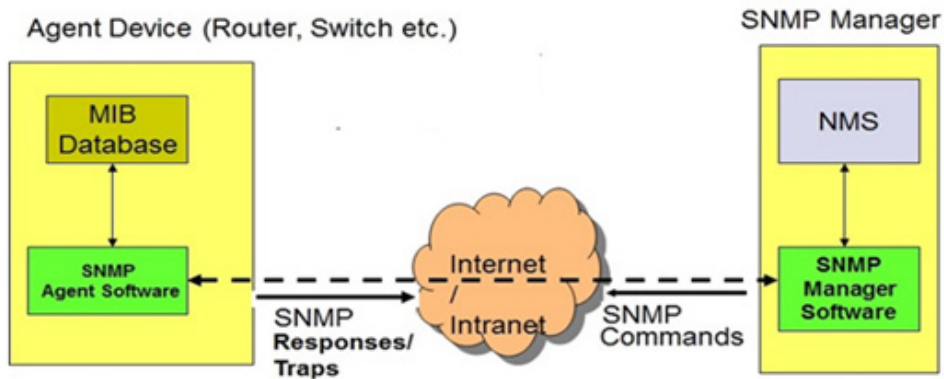 Agent Device (Router, Switch etc.)
SNMP Manager
MIB
Database
NMS
SNMP
Agent Software
Internet
/
Intranet
SNMP
Manager
Software
SNMP
Responses/
Traps
SNMP
Commands